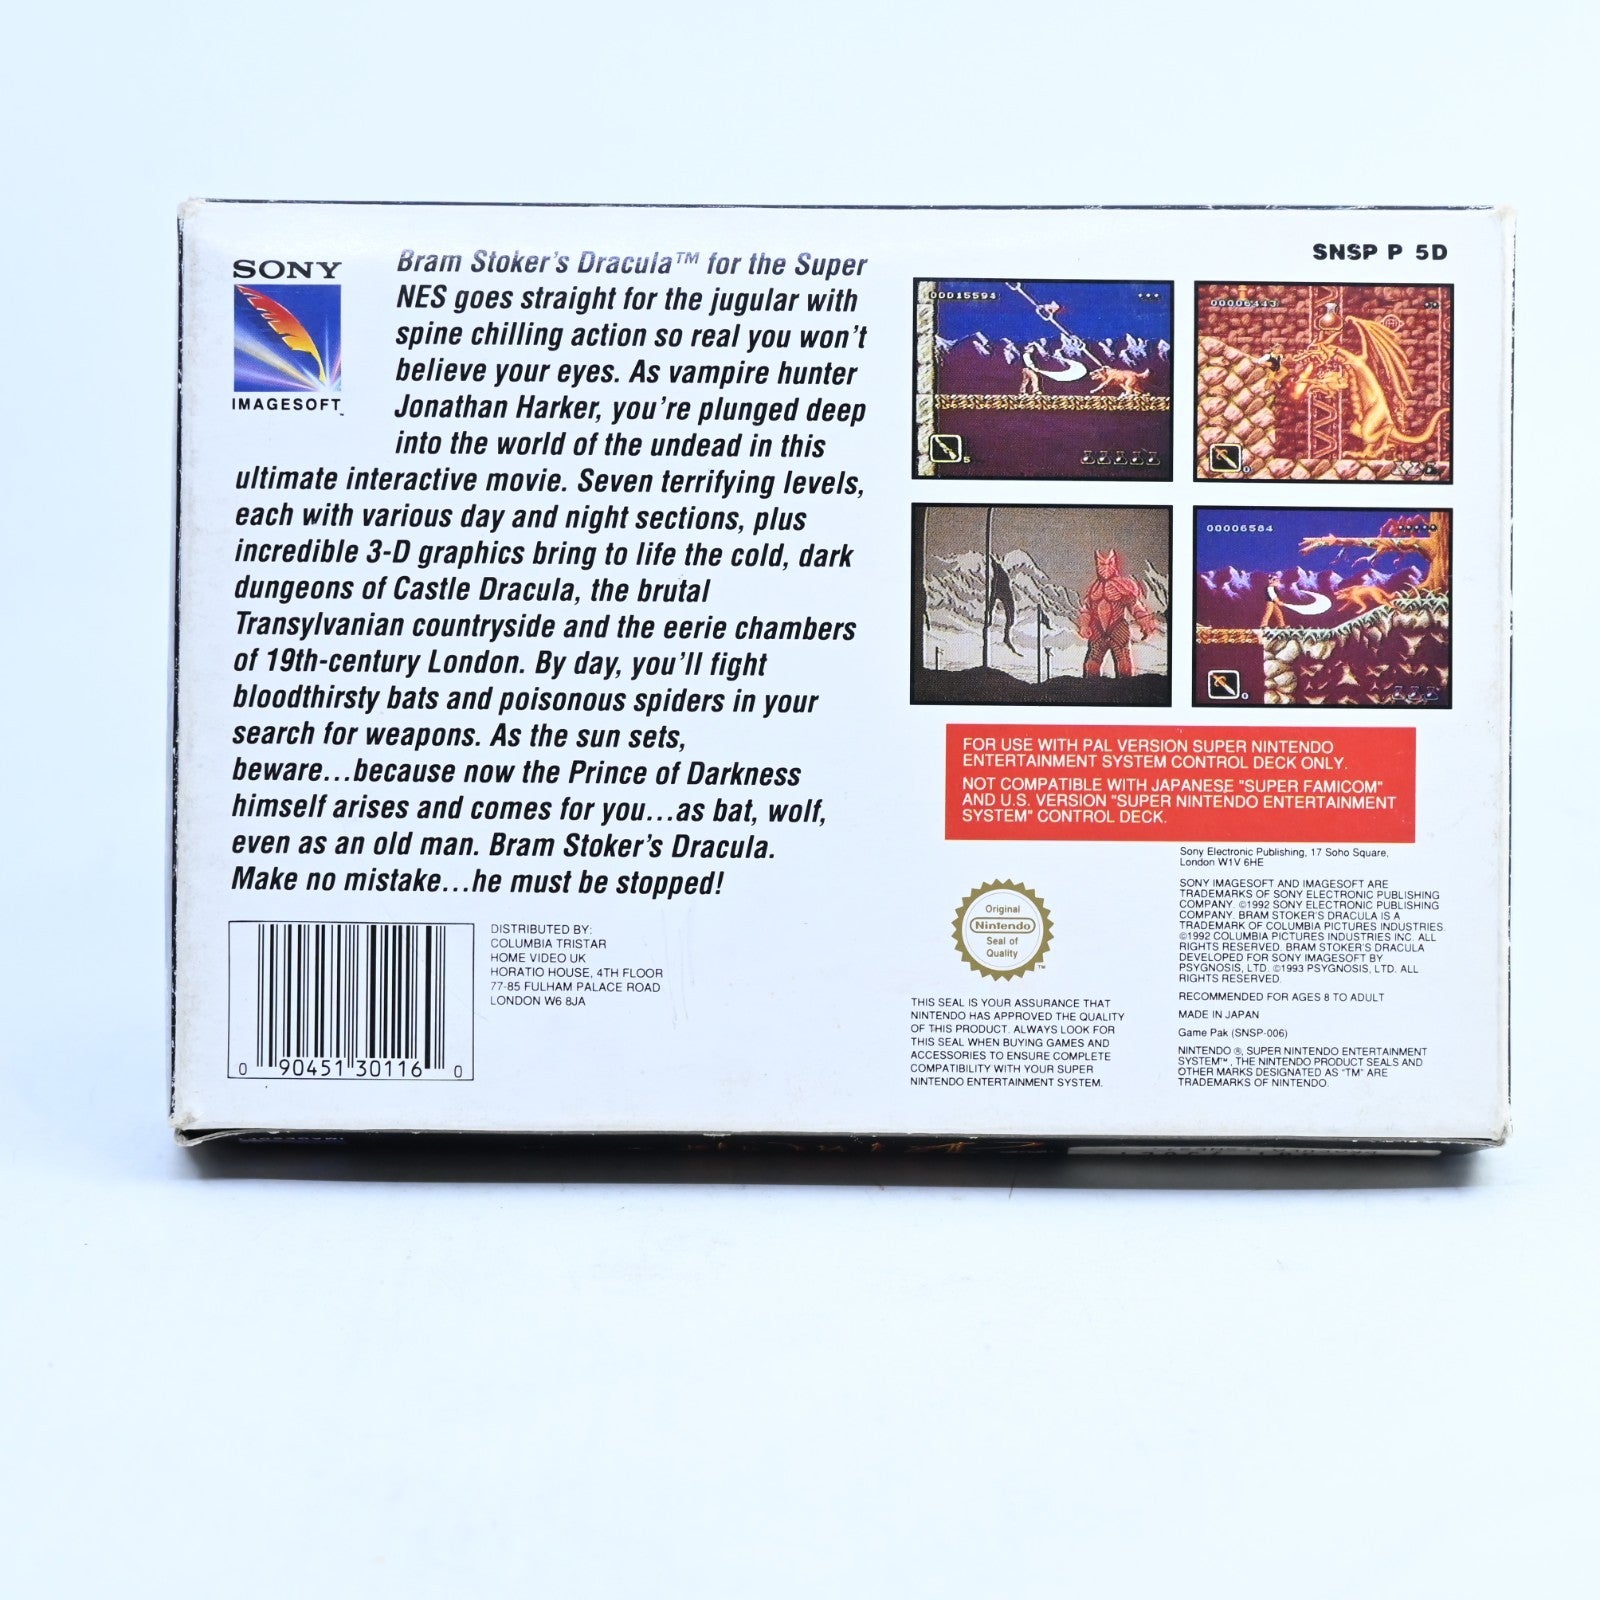 SONY
IMAGESOFT™
Bram Stoker's Dracula™ for the Super
NES goes straight for the jugular with
spine chilling action so real you won't
believe your eyes. As vampire hunter
Jonathan Harker, you're plunged deep
into the world of the undead in this
ultimate interactive movie. Seven terrifying levels,
each with various day and night sections, plus
incredible 3-D graphics bring to life the cold, dark
dungeons of Castle Dracula, the brutal
Transylvanian countryside and the eerie chambers
of 19th-century London. By day, you'll fight
bloodthirsty bats and poisonous spiders in your
search for weapons. As the sun sets,
beware...because now the Prince of Darkness
himself arises and comes for you...as bat, wolf,
even as an old man. Bram Stoker's Dracula.
Make no mistake...he must be stopped!
0 90451 30116 0
DISTRIBUTED BY:
COLUMBIA TRISTAR
HOME VIDEO UK
HORATIO HOUSE, 4TH FLOOR
77-85 FULHAM PALACE ROAD
LONDON W6 8JA
SNSP P 5D
00015594
5
00006443
0
00006584
0
FOR USE WITH PAL VERSION SUPER NINTENDO
ENTERTAINMENT SYSTEM CONTROL DECK ONLY.
NOT COMPATIBLE WITH JAPANESE "SUPER FAMICOM"
AND U.S. VERSION "SUPER NINTENDO ENTERTAINMENT
SYSTEM" CONTROL DECK.
Original
Nintendo
Seal of
Quality
™
THIS SEAL IS YOUR ASSURANCE THAT
NINTENDO HAS APPROVED THE QUALITY
OF THIS PRODUCT. ALWAYS LOOK FOR
THIS SEAL WHEN BUYING GAMES AND
ACCESSORIES TO ENSURE COMPLETE
COMPATIBILITY WITH YOUR SUPER
NINTENDO ENTERTAINMENT SYSTEM.
Sony Electronic Publishing, 17 Soho Square,
London W1V 6HE
SONY IMAGESOFT AND IMAGESOFT ARE
TRADEMARKS OF SONY ELECTRONIC PUBLISHING
COMPANY. ©1992 SONY ELECTRONIC PUBLISHING
COMPANY. BRAM STOKER'S DRACULA IS A
TRADEMARK OF COLUMBIA PICTURES INDUSTRIES.
©1992 COLUMBIA PICTURES INDUSTRIES INC. ALL
RIGHTS RESERVED. BRAM STOKER'S DRACULA
DEVELOPED FOR SONY IMAGESOFT BY
PSYGNOSIS, LTD. ©1993 PSYGNOSIS, LTD. ALL
RIGHTS RESERVED.
RECOMMENDED FOR AGES 8 TO ADULT
MADE IN JAPAN
Game Pak (SNSP-006)
NINTENDO ®, SUPER NINTENDO ENTERTAINMENT
SYSTEM™, THE NINTENDO PRODUCT SEALS AND
OTHER MARKS DESIGNATED AS "TM" ARE
TRADEMARKS OF NINTENDO.